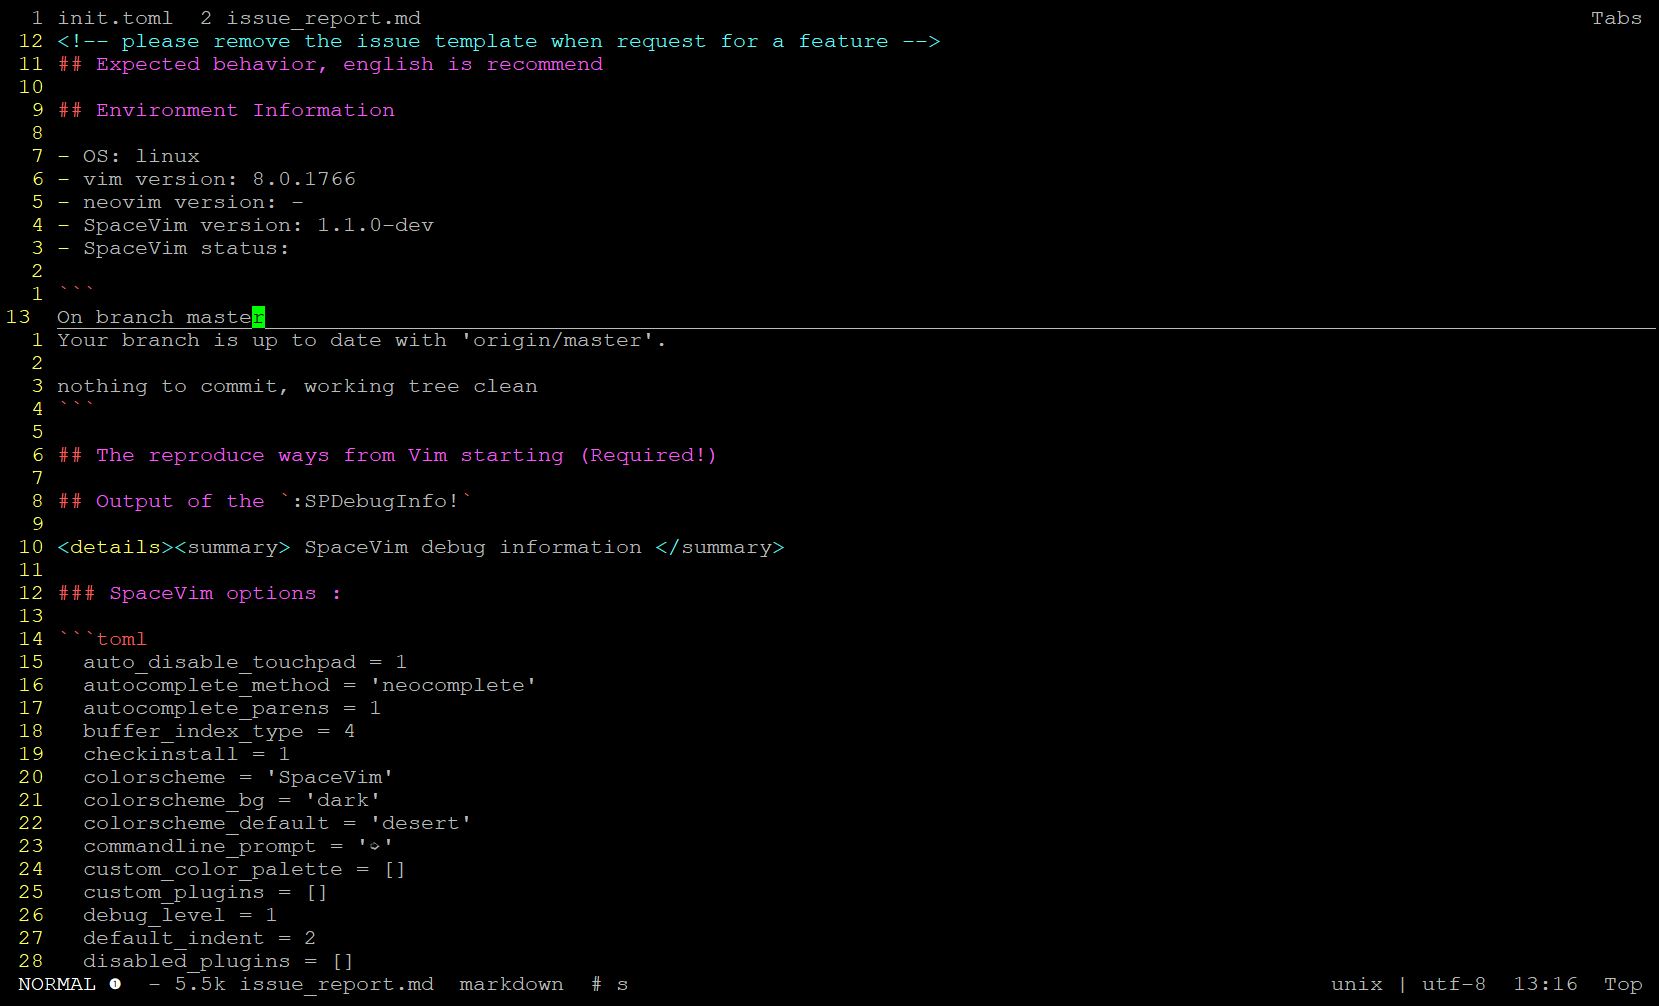 1 init.toml  2 issue_report.md Tabs
12 <!-- please remove the issue template when request for a feature -->
11 ## Expected behavior, english is recommend
10
9 ## Environment Information
8
7 - OS: linux
6 - vim version: 8.0.1766
5 - neovim version: -
4 - SpaceVim version: 1.1.0-dev
3 - SpaceVim status:
2
1 ```
13 On branch master
1 Your branch is up to date with 'origin/master'.
2
3 nothing to commit, working tree clean
4 ```
5
6 ## The reproduce ways from Vim starting (Required!)
7
8 ## Output of the `:SPDebugInfo!`
9
10 <details><summary> SpaceVim debug information </summary>
11
12 ### SpaceVim options :
13
14 ```toml
15   auto_disable_touchpad = 1
16   autocomplete_method = 'neocomplete'
17   autocomplete_parens = 1
18   buffer_index_type = 4
19   checkinstall = 1
20   colorscheme = 'SpaceVim'
21   colorscheme_bg = 'dark'
22   colorscheme_default = 'desert'
23   commandline_prompt = '➭'
24   custom_color_palette = []
25   custom_plugins = []
26   debug_level = 1
27   default_indent = 2
28   disabled_plugins = []
NORMAL ❶  - 5.5k issue_report.md  markdown  # s unix | utf-8  13:16  Top